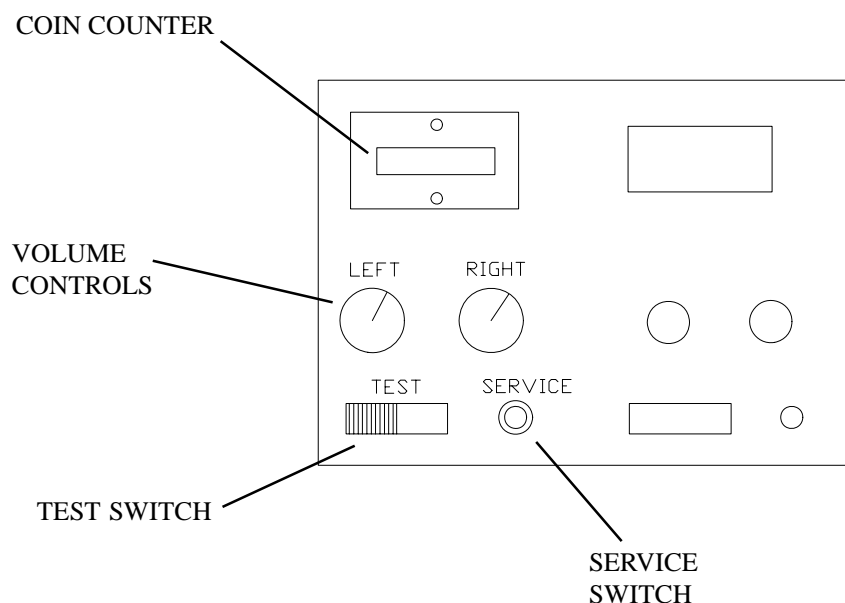 COIN COUNTER
VOLUME
CONTROLS
LEFT
RIGHT
TEST
SERVICE
TEST SWITCH
SERVICE
SWITCH